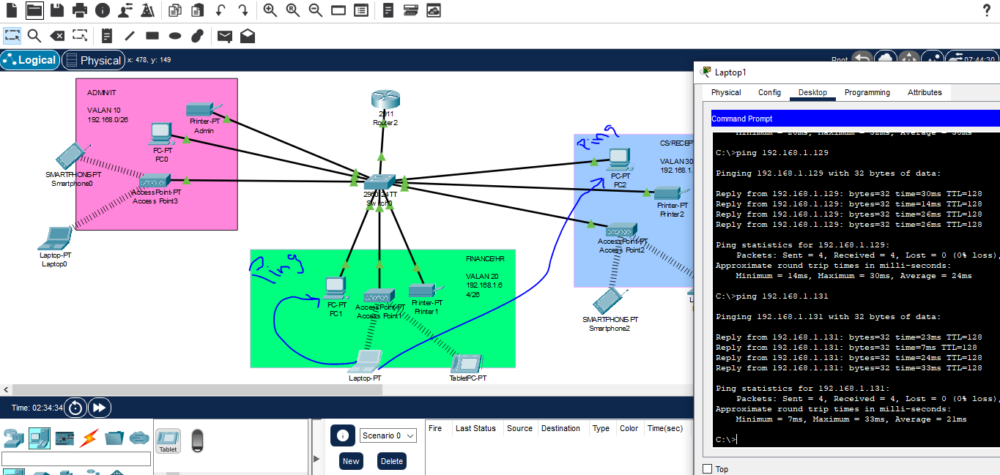 Logical
Physical
x: 478, y: 149
Root
07:44:30
ADMN/IT
VALAN 10
192.168.0/26
Printer-PT
Admin
PC-PT
PC0
SMARTPHONE-PT
Smartphone0
AccessPoint-PT
Access Point3
Laptop-PT
Laptop0
2911
Router2
2960-24TT
Switch0
Ping
CS/RECEP
VALAN 30
192.168.1.
PC-PT
PC2
Printer-PT
Printer2
AccessPoint-PT
Access Point2
SMARTPHONE-PT
Smartphone2
Ping
FINANCE/HR
VALAN 20
192.168.1.6
4/26
PC-PT
PC1
AccessPoint-PT
Access Point1
Printer-PT
Printer1
Laptop-PT
TabletPC-PT
Time: 02:34:34
Tablet
Scenario 0
New
Delete
Fire Last Status Source Destination Type Color Time(sec)
Laptop1
Physical Config Desktop Programming Attributes
Command Prompt
Minimum = 20ms, Maximum = 32ms, Average = 30ms
C:\>ping 192.168.1.129
Pinging 192.168.1.129 with 32 bytes of data:
Reply from 192.168.1.129: bytes=32 time=30ms TTL=128
Reply from 192.168.1.129: bytes=32 time=14ms TTL=128
Reply from 192.168.1.129: bytes=32 time=26ms TTL=128
Reply from 192.168.1.129: bytes=32 time=26ms TTL=128
Ping statistics for 192.168.1.129:
Packets: Sent = 4, Received = 4, Lost = 0 (0% loss),
Approximate round trip times in milli-seconds:
Minimum = 14ms, Maximum = 30ms, Average = 24ms
C:\>ping 192.168.1.131
Pinging 192.168.1.131 with 32 bytes of data:
Reply from 192.168.1.131: bytes=32 time=23ms TTL=128
Reply from 192.168.1.131: bytes=32 time=7ms TTL=128
Reply from 192.168.1.131: bytes=32 time=24ms TTL=128
Reply from 192.168.1.131: bytes=32 time=33ms TTL=128
Ping statistics for 192.168.1.131:
Packets: Sent = 4, Received = 4, Lost = 0 (0% loss),
Approximate round trip times in milli-seconds:
Minimum = 7ms, Maximum = 33ms, Average = 21ms
C:\>
Top